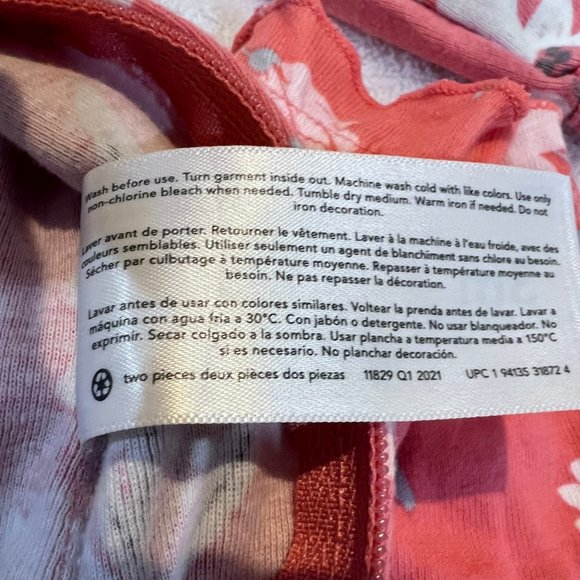 Wash before use. Turn garment inside out. Machine wash cold with like colors. Use only
non-chlorine bleach when needed. Tumble dry medium. Warm iron if needed. Do not
iron decoration.
Laver avant de porter. Retourner le vêtement. Laver à la machine à l'eau froide, avec des
couleurs semblables. Utiliser seulement un agent de blanchiment sans chlore au besoin.
Sécher par culbutage à température moyenne. Repasser à température moyenne au
besoin. Ne pas repasser la décoration.
Lavar antes de usar con colores similares. Voltear la prenda antes de lavar. Lavar a
máquina con agua fría a 30°C. Con jabón o detergente. No usar blanqueador. No
exprimir. Secar colgado a la sombra. Usar plancha a temperatura media a 150°C
si es necesario. No planchar decoración.
two pieces deux pièces dos piezas 11829 Q1 2021 UPC 1 94135 31872 4